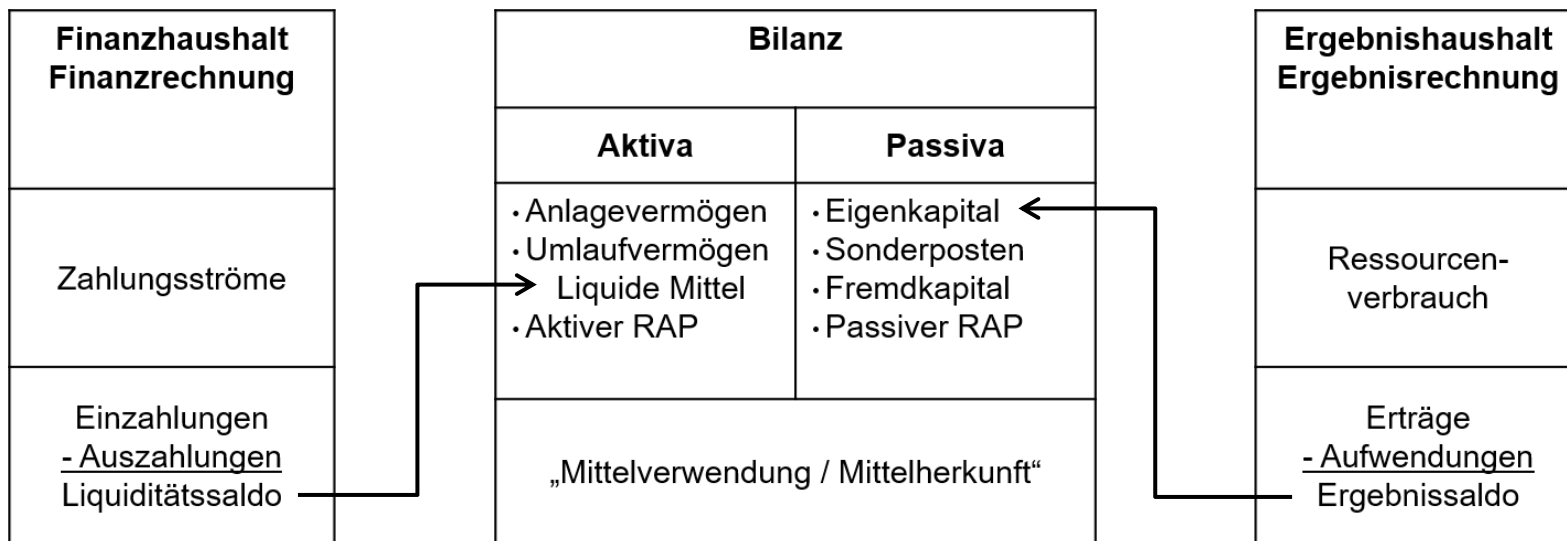 Finanzhaushalt
Finanzrechnung
Zahlungsströme
Einzahlungen
- Auszahlungen
Liquiditätssaldo
Bilanz
Aktiva
• Anlagevermögen
• Umlaufvermögen
Liquide Mittel
• Aktiver RAP
Passiva
• Eigenkapital
• Sonderposten
• Fremdkapital
• Passiver RAP
„Mittelverwendung / Mittelherkunft“
Ergebnishaushalt
Ergebnisrechnung
Ressourcen-
verbrauch
Erträge
- Aufwendungen
Ergebnissaldo